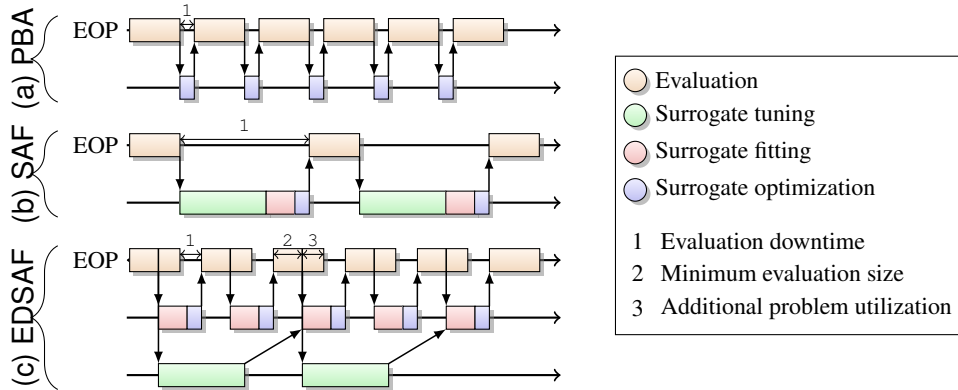 (a) PBA
EOP
1
(b) SAF
EOP
1
(c) EDSAF
EOP
1
2
3
Evaluation
Surrogate tuning
Surrogate fitting
Surrogate optimization
1 Evaluation downtime
2 Minimum evaluation size
3 Additional problem utilization